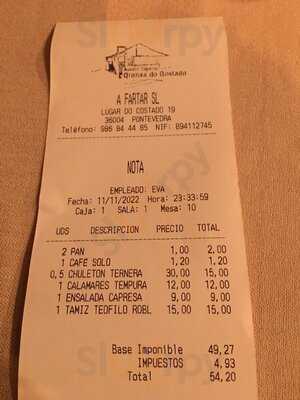 Granxa do Costado
A FARTAR SL
LUGAR DO COSTADO 19
36004 PONTEVEDRA
Teléfono: 986 84 44 85 NIF: B94112745
NOTA
EMPLEADO: EVA
Fecha: 11/11/2022 Hora: 23:33:59
Caja: 1 SALA: 1 Mesa: 10
UDS DESCRIPCION PRECIO TOTAL
2 PAN 1,00 2,00
1 CAFE SOLO 1,20 1,20
0,5 CHULETON TERNERA 30,00 15,00
1 CALAMARES TEMPURA 12,00 12,00
1 ENSALADA CAPRESA 9,00 9,00
1 TAMIZ TEOFILO ROBL 15,00 15,00
Base Imponible 49,27
IMPUESTOS 4,93
Total 54,20